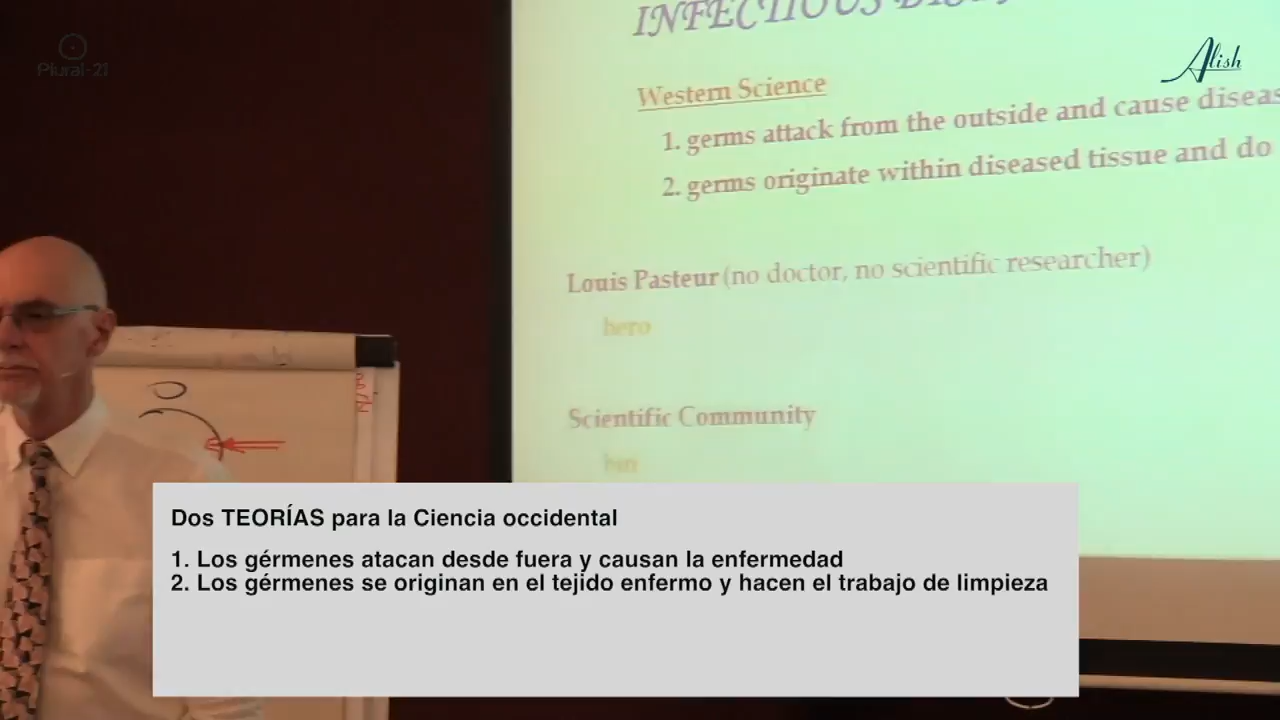 Plural-21
Alish
INFECTIOUS
Western Science
1. germs attack from the outside and cause
2. germs originate within diseased tissue and do
Louis Pasteur (no doctor, no scientific researcher)
hero
Scientific Community
Dos TEORÍAS para la Ciencia occidental
1. Los gérmenes atacan desde fuera y causan la enfermedad
2. Los gérmenes se originan en el tejido enfermo y hacen el trabajo de limpieza